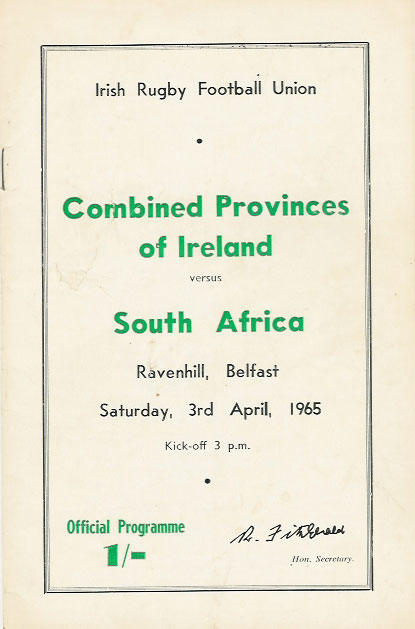 Irish Rugby Football Union
Combined Provinces
of Ireland
versus
South Africa
Ravenhill, Belfast
Saturday, 3rd April, 1965
Kick-off 3 p.m.
Official Programme
1/-
R. FitzGerald
Hon. Secretary.